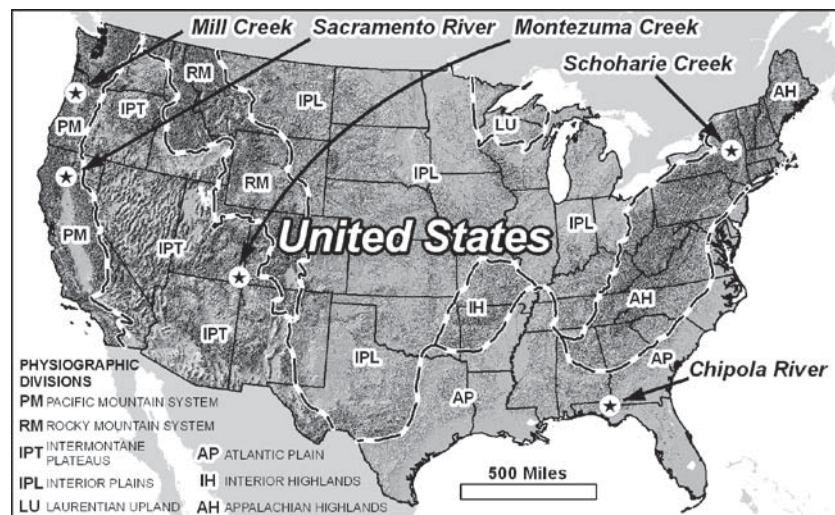 Mill Creek Sacramento River Montezuma Creek
Schoharie Creek
RM
AH
IPT
IPL
PM
LU
RM
IPL
PM
IPT
United States
IPL
IPT
IH
AH
IPL
AP
AP
Chipola River
PHYSIOGRAPHIC
DIVISIONS
PM PACIFIC MOUNTAIN SYSTEM
RM ROCKY MOUNTAIN SYSTEM
IPT INTERMONTANE
PLATEAUS
IPL INTERIOR PLAINS
LU LAURENTIAN UPLAND
AP ATLANTIC PLAIN
IH INTERIOR HIGHLANDS
AH APPALACHIAN HIGHLANDS
500 Miles